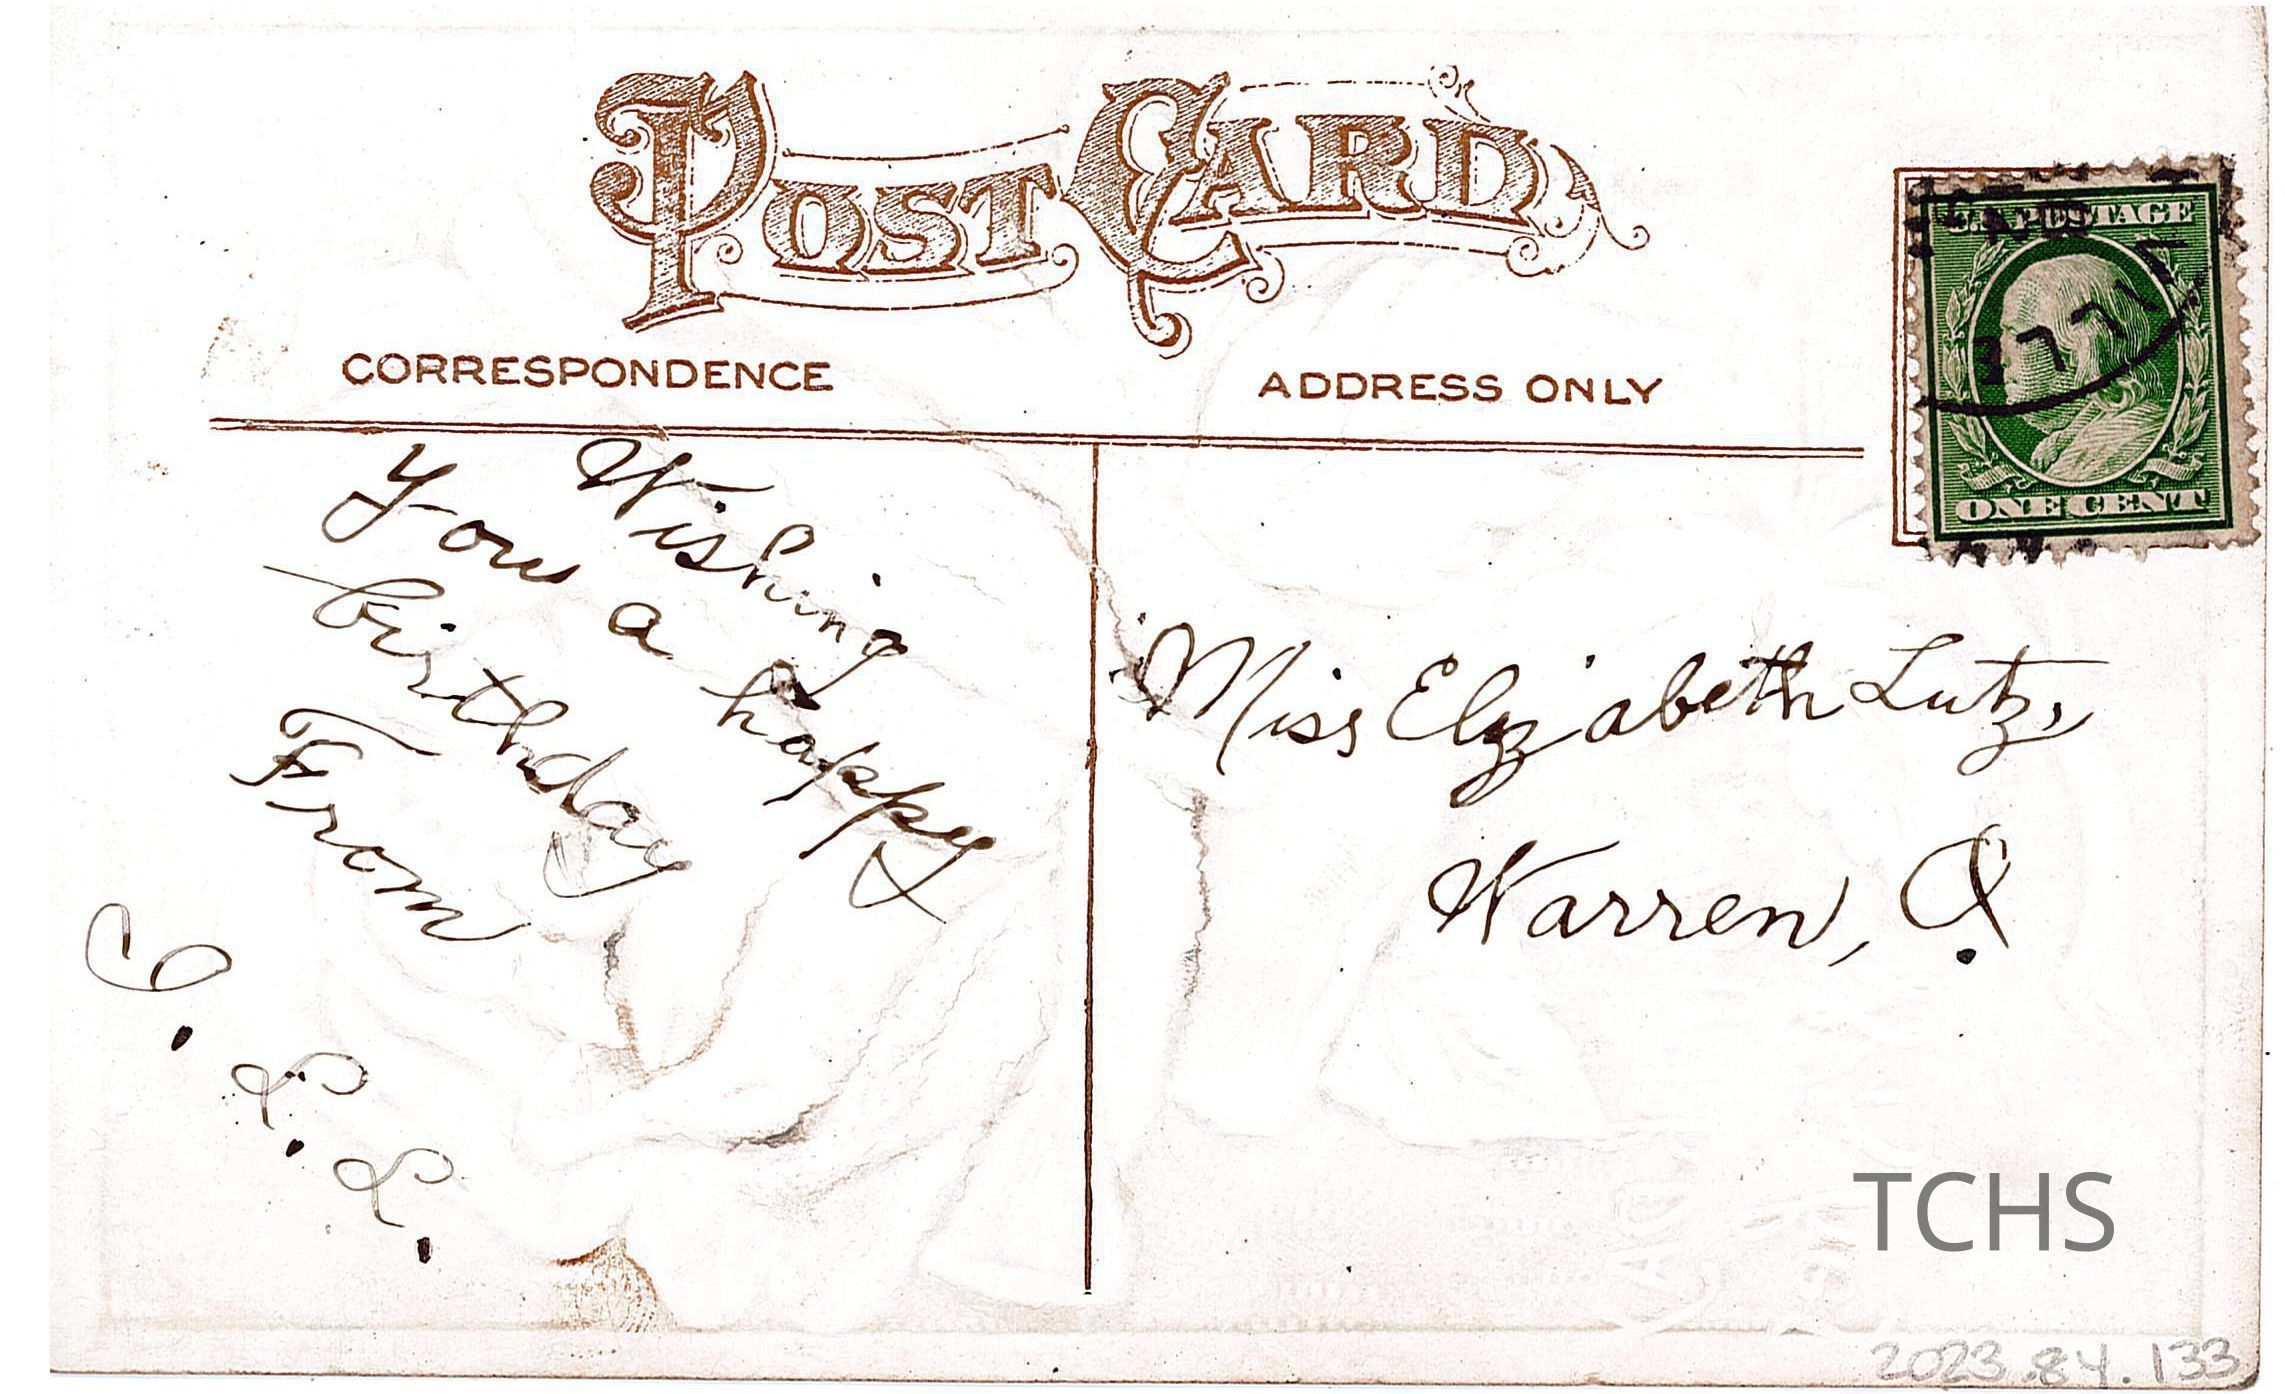 POST CARD
CORRESPONDENCE
ADDRESS ONLY
U.S. POSTAGE
ONE CENT
Wishing
You a happy
birthday
From
L. L.
Miss Elizabeth Lutz,
Warren, O.
TCHS
2023.84.133